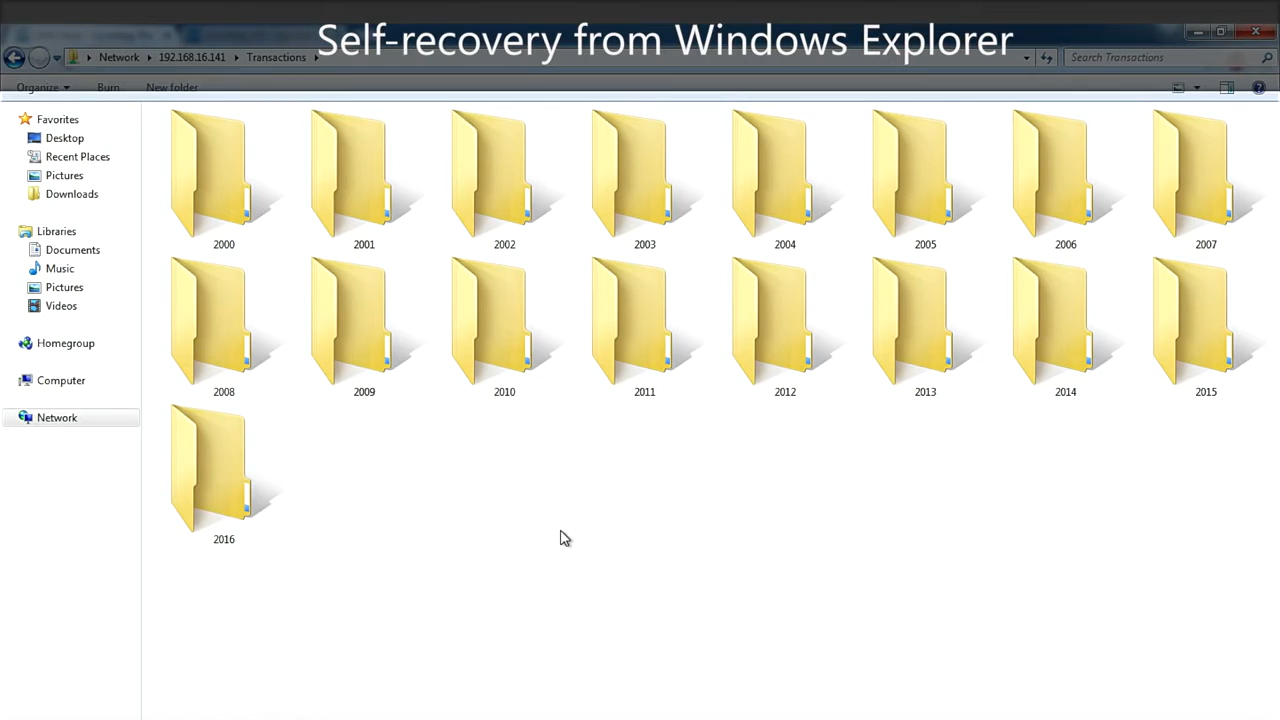 Self-recovery from Windows Explorer
Network 192.168.16.141 Transactions Search Transactions
Organize Burn New folder
Favorites
Desktop
Recent Places
Pictures
Downloads
Libraries
Documents
Music
Pictures
Videos
Homegroup
Computer
Network
2000 2001 2002 2003 2004 2005 2006 2007
2008 2009 2010 2011 2012 2013 2014 2015
2016